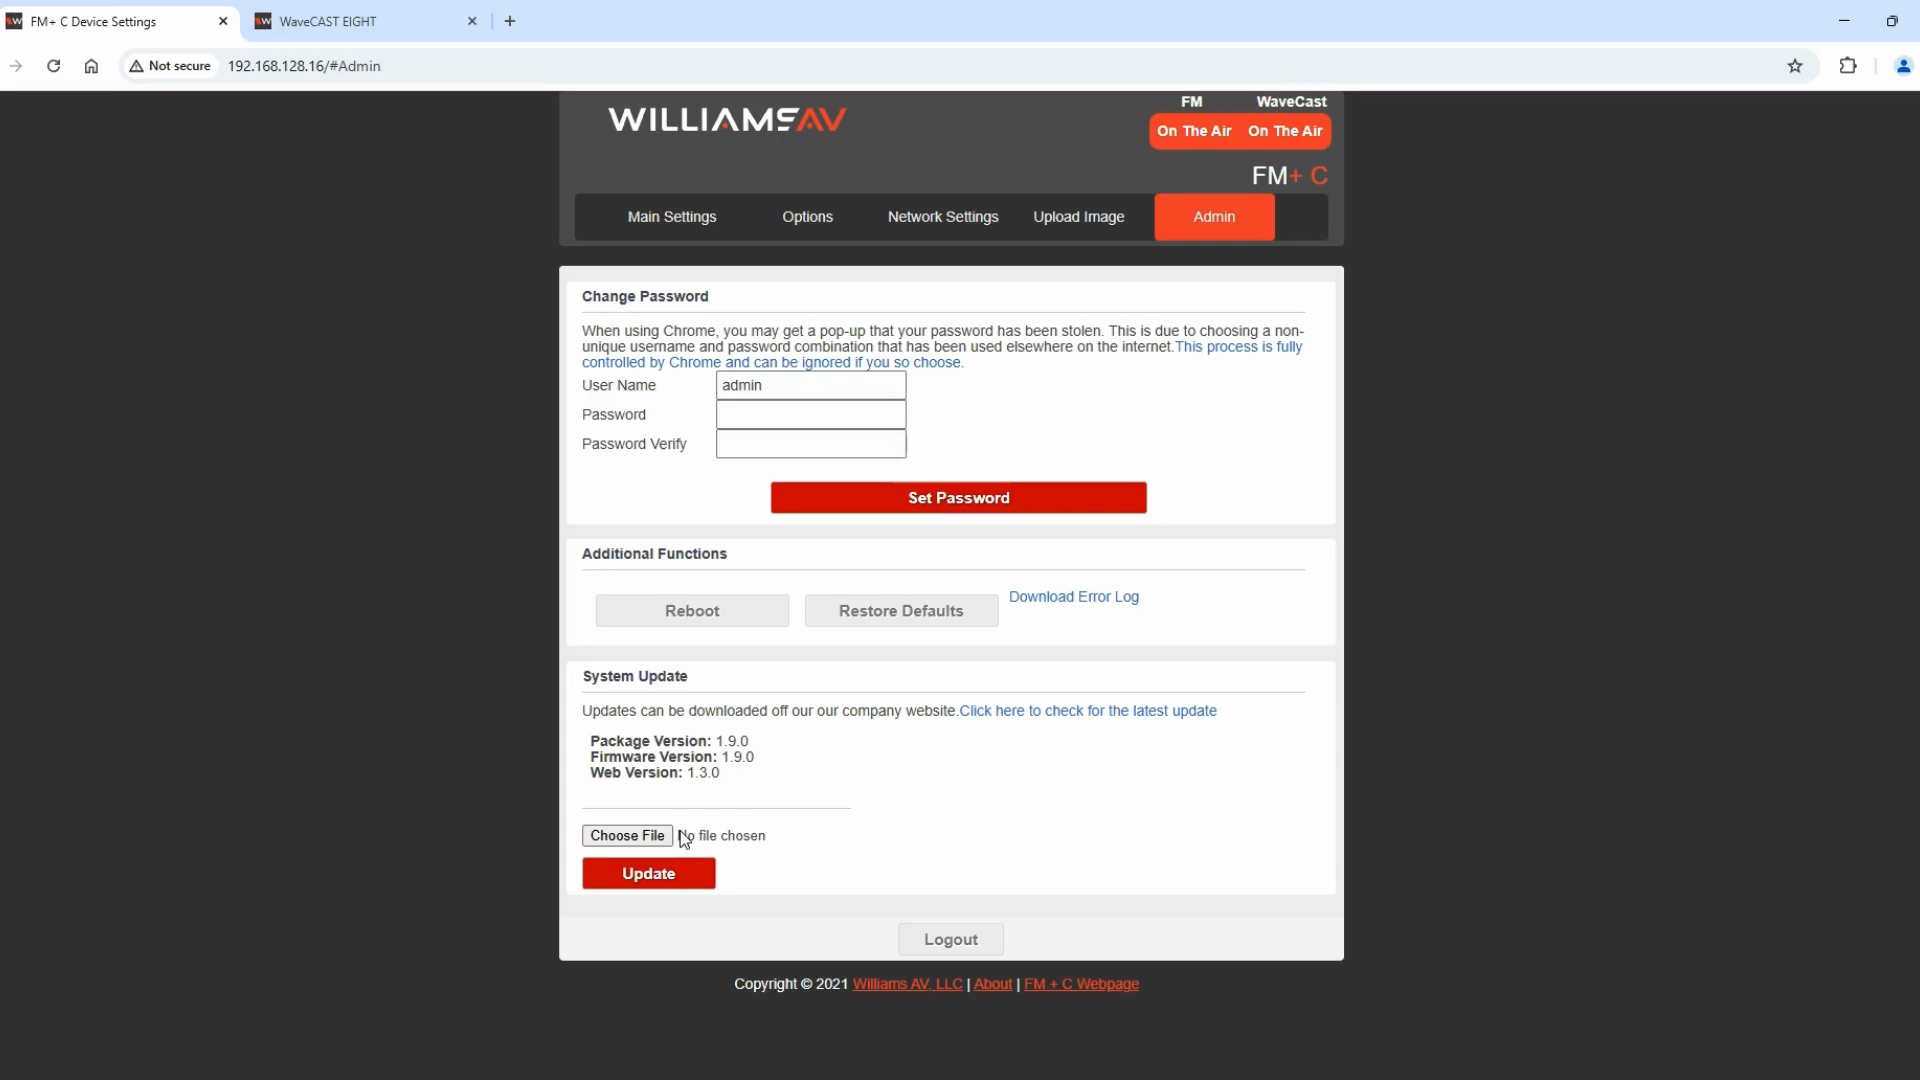 FM+ C Device Settings
WaveCAST EIGHT
Not secure
192.168.128.16/#Admin
WILLIAMS AV
FM WaveCast
On The Air On The Air
FM+ C
Main Settings Options Network Settings Upload Image Admin
Change Password
When using Chrome, you may get a pop-up that your password has been stolen. This is due to choosing a non-
unique username and password combination that has been used elsewhere on the internet.This process is fully
controlled by Chrome and can be ignored if you so choose.
User Name admin
Password
Password Verify
Set Password
Additional Functions
Reboot Restore Defaults Download Error Log
System Update
Updates can be downloaded off our our company website.Click here to check for the latest update
Package Version: 1.9.0
Firmware Version: 1.9.0
Web Version: 1.3.0
Choose File No file chosen
Update
Logout
Copyright © 2021 Williams AV, LLC | About | FM + C Webpage